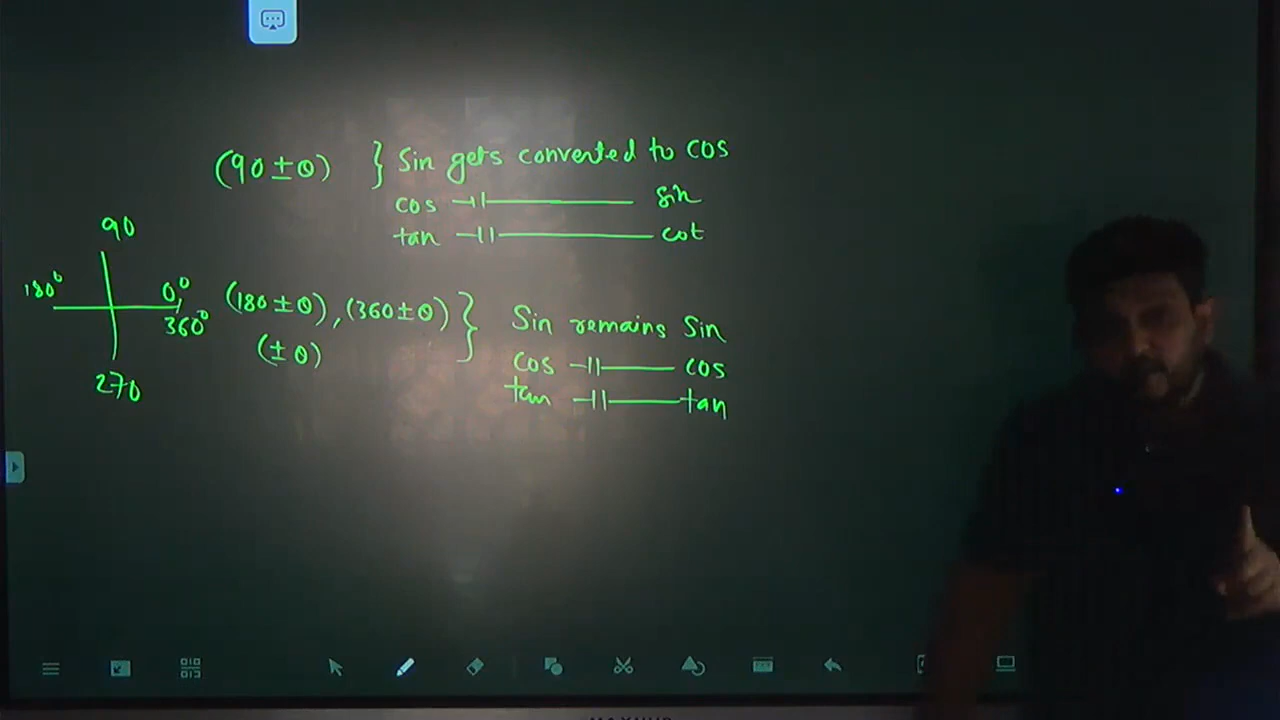 (90 ± θ) } Sin gets converted to cos
cos —||— sin
tan —||— cot
90
180° 0°, 360°
270
(180 ± θ), (360 ± θ) } Sin remains Sin
(± θ) cos —||— cos
tan —||— tan